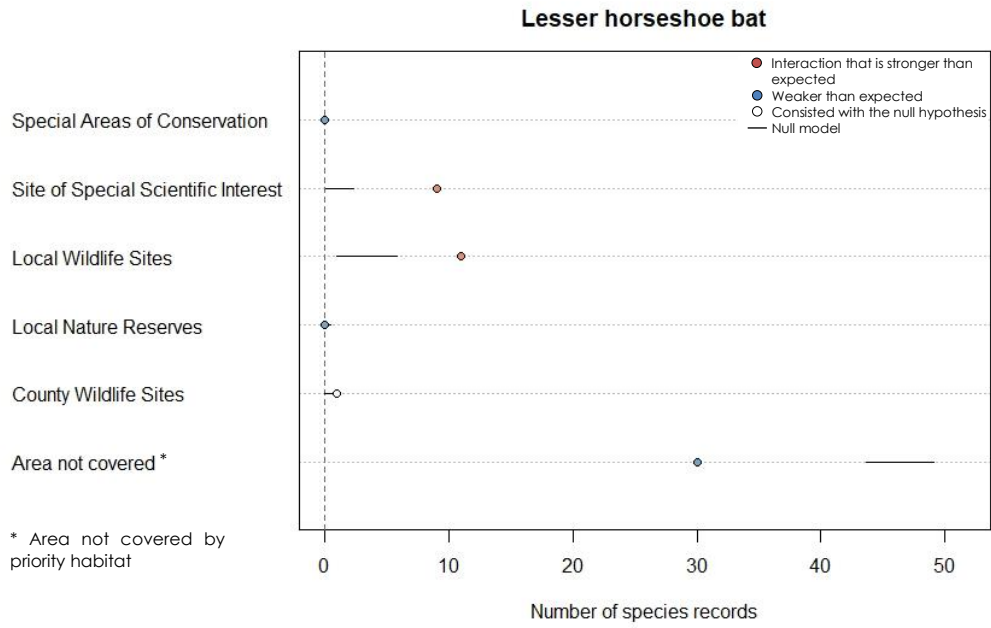 Lesser horseshoe bat
Interaction that is stronger than
expected
Weaker than expected
Consisted with the null hypothesis
Null model
Special Areas of Conservation
Site of Special Scientific Interest
Local Wildlife Sites
Local Nature Reserves
County Wildlife Sites
Area not covered *
* Area not covered by
priority habitat
0 10 20 30 40 50
Number of species records